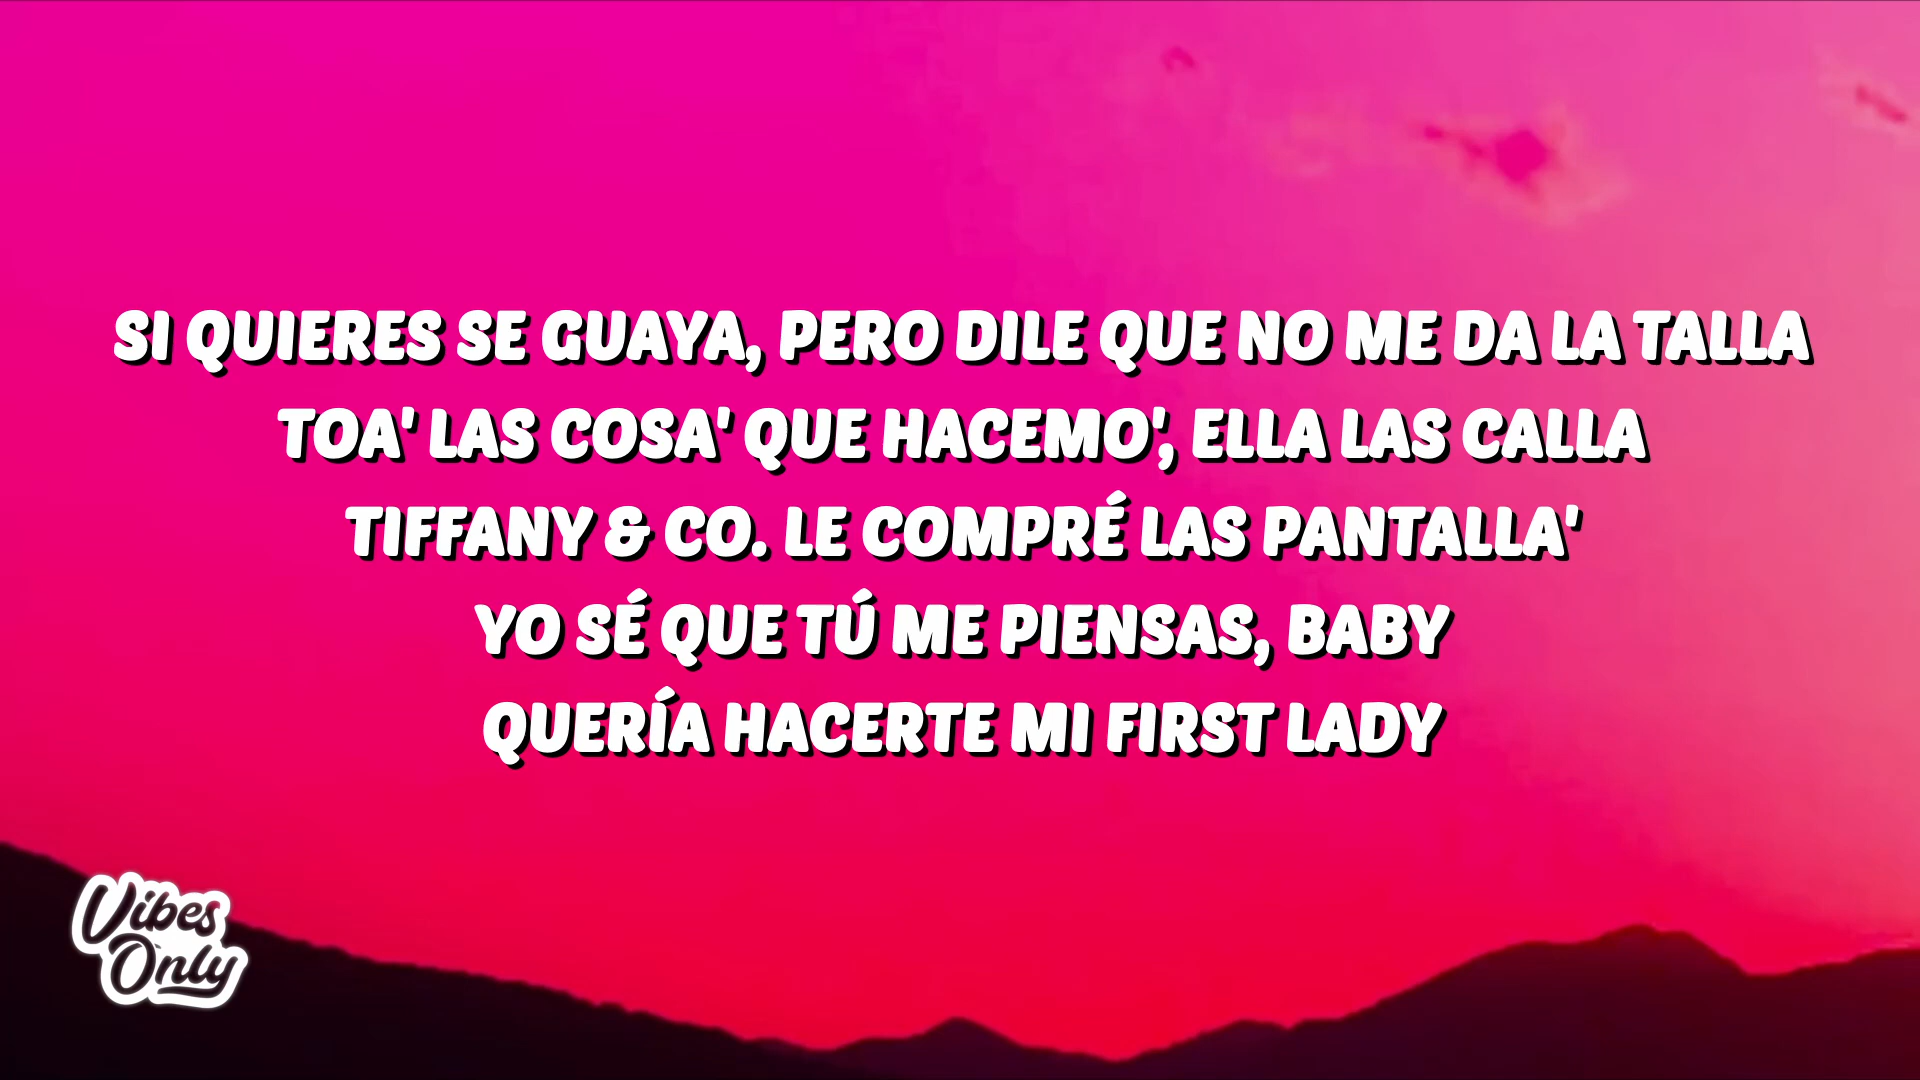 SI QUIERES SE GUAYA, PERO DILE QUE NO ME DA LA TALLA
TOA' LAS COSA' QUE HACEMO', ELLA LAS CALLA
TIFFANY & CO. LE COMPRÉ LAS PANTALLA'
YO SÉ QUE TÚ ME PIENSAS, BABY
QUERÍA HACERTE MI FIRST LADY
Vibes
Only